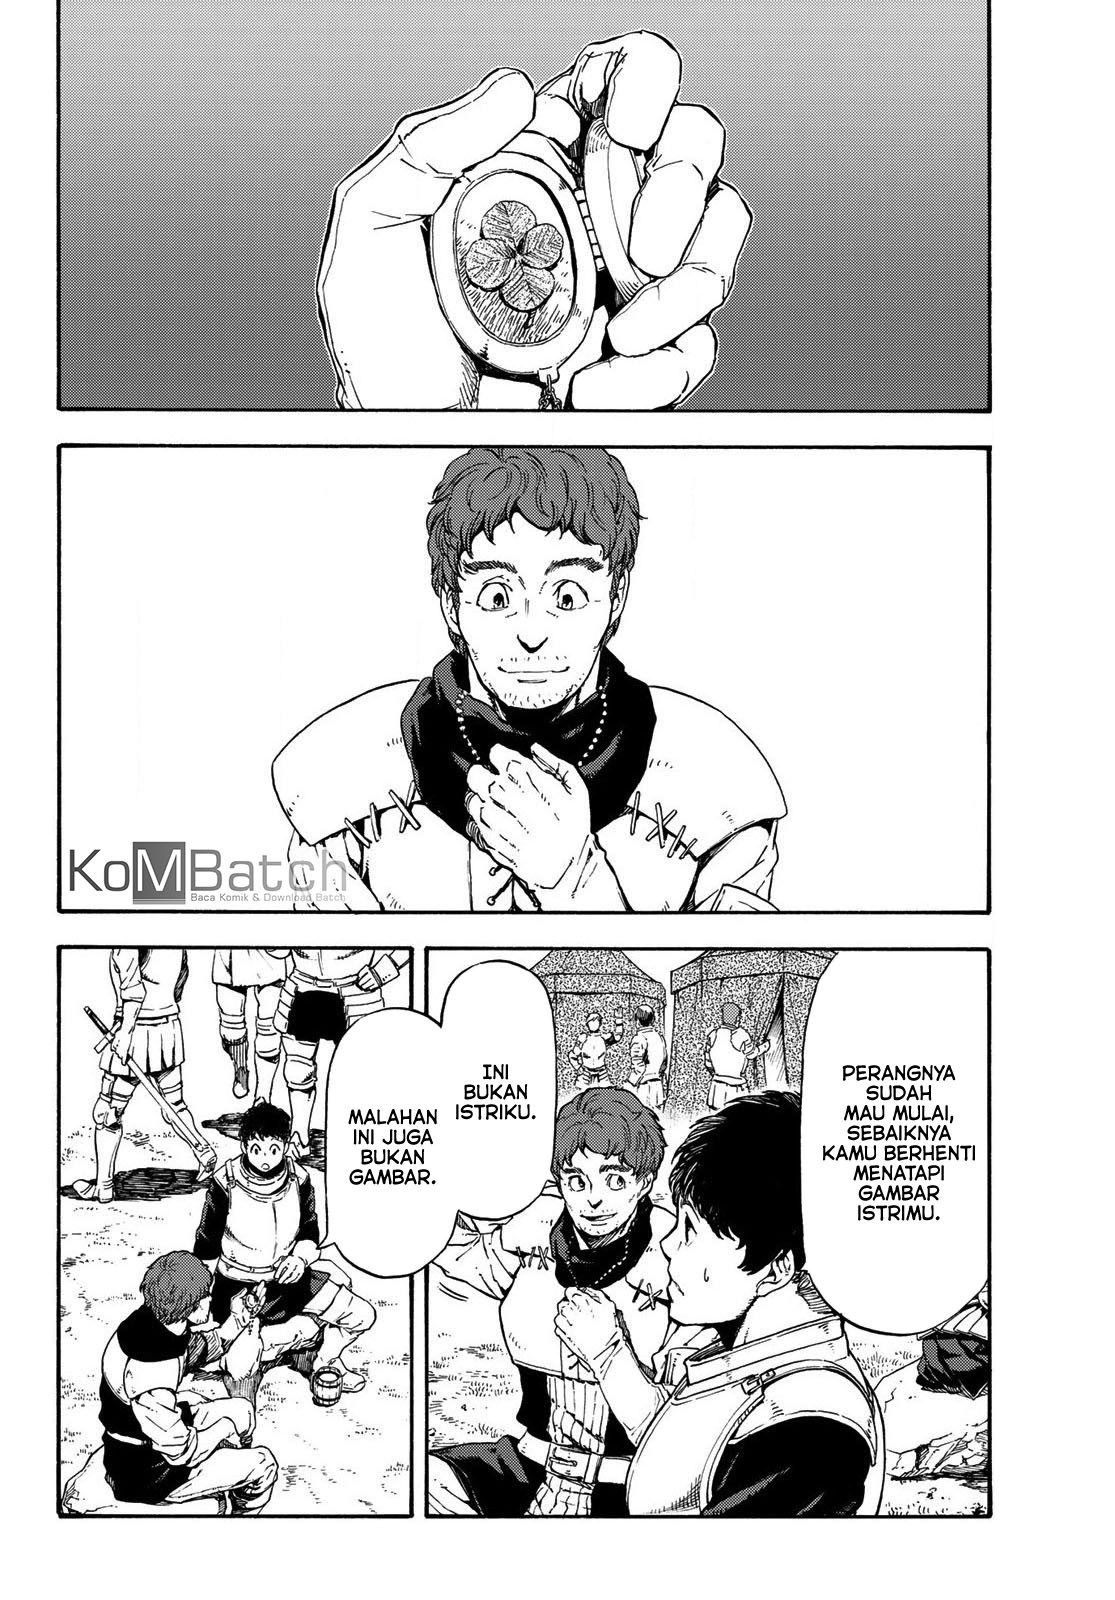 KoMBatch
Baca Komik & Download Batch
PERANGNYA
SUDAH
MAU MULAI,
SEBAIKNYA
KAMU BERHENTI
MENATAPI
GAMBAR
ISTRIMU.
INI
BUKAN
ISTRIKU.
MALAHAN
INI JUGA
BUKAN
GAMBAR.